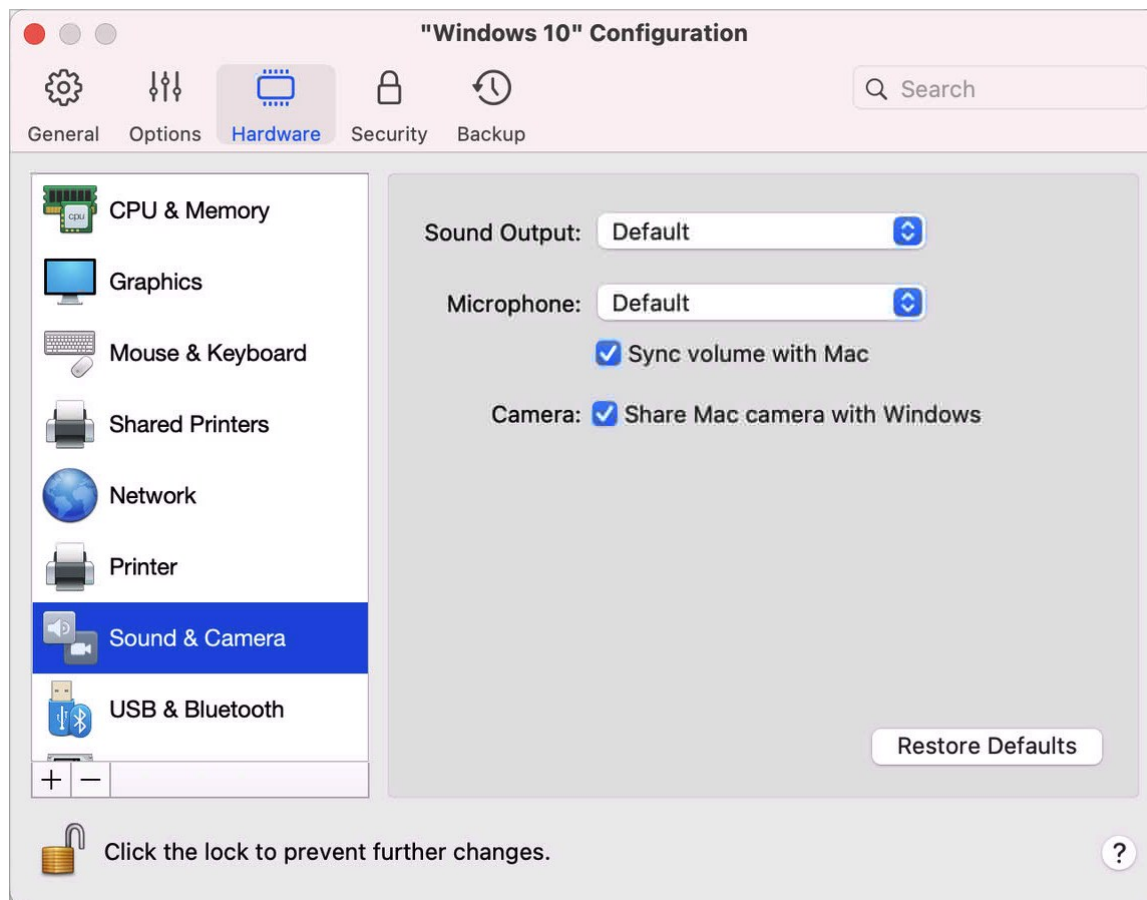 "Windows 10" Configuration
General Options Hardware Security Backup
Search
CPU & Memory
Graphics
Mouse & Keyboard
Shared Printers
Network
Printer
Sound & Camera
USB & Bluetooth
Sound Output: Default
Microphone: Default
Sync volume with Mac
Camera: Share Mac camera with Windows
Restore Defaults
Click the lock to prevent further changes.
?